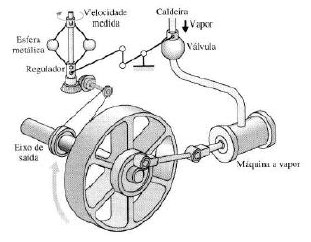 Velocidade
medida
Caldeira
Vapor
Esfera
metálica
Válvula
Regulador
Eixo de
saída
Máquina a vapor